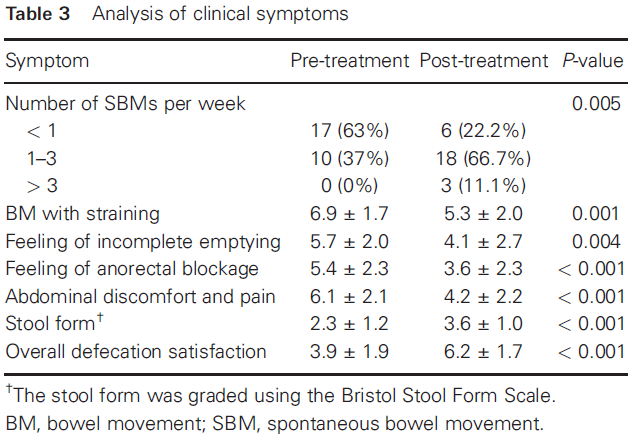 Table 3 Analysis of clinical symptoms
Symptom Pre-treatment Post-treatment P-value
Number of SBMs per week 0.005
< 1 17 (63%) 6 (22.2%)
1–3 10 (37%) 18 (66.7%)
> 3 0 (0%) 3 (11.1%)
BM with straining 6.9 ± 1.7 5.3 ± 2.0 0.001
Feeling of incomplete emptying 5.7 ± 2.0 4.1 ± 2.7 0.004
Feeling of anorectal blockage 5.4 ± 2.3 3.6 ± 2.3 < 0.001
Abdominal discomfort and pain 6.1 ± 2.1 4.2 ± 2.2 < 0.001
Stool form† 2.3 ± 1.2 3.6 ± 1.0 < 0.001
Overall defecation satisfaction 3.9 ± 1.9 6.2 ± 1.7 < 0.001
†The stool form was graded using the Bristol Stool Form Scale.
BM, bowel movement; SBM, spontaneous bowel movement.